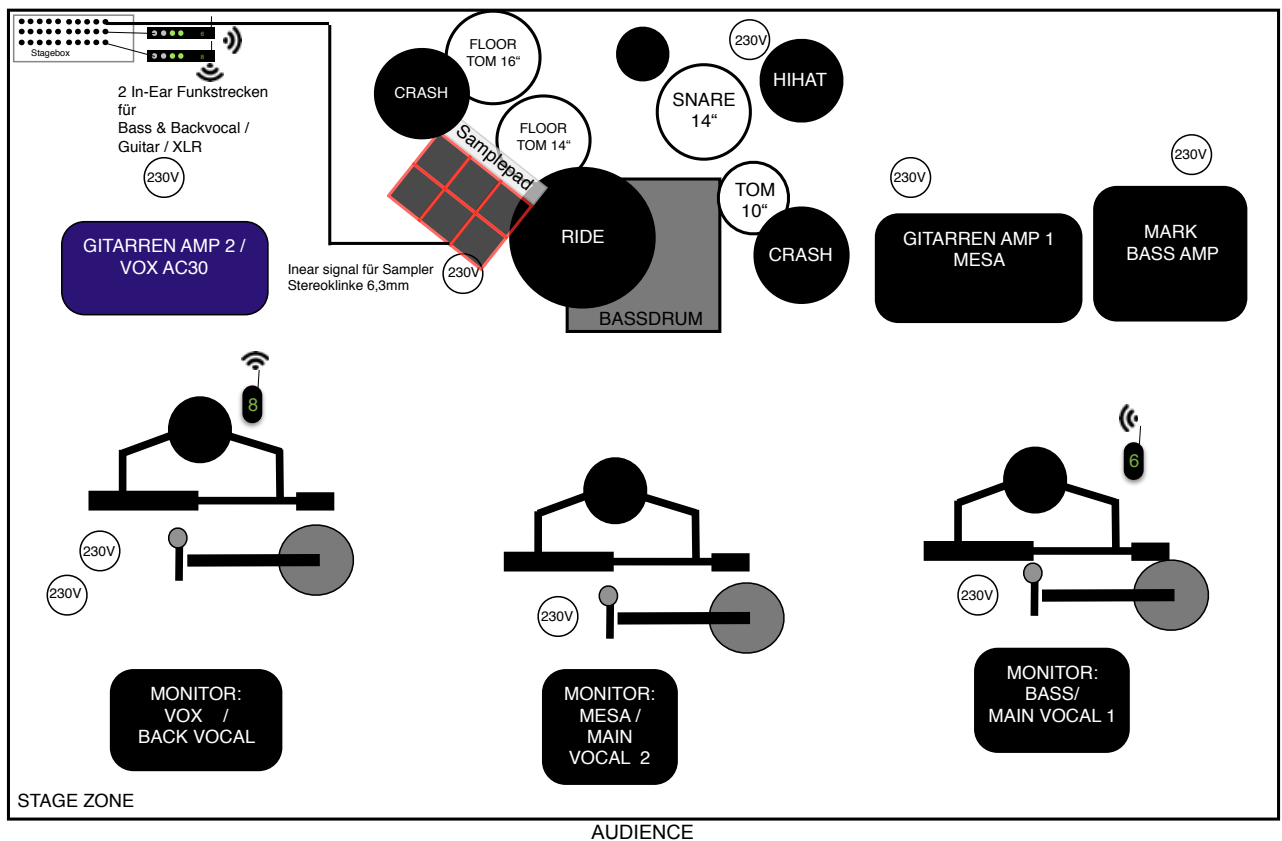 Stagebox
6
8
2 In-Ear Funkstrecken
für
Bass & Backvocal /
Guitar / XLR
230V
GITARREN AMP 2 /
VOX AC30
Inear signal für Sampler
Stereoklinke 6,3mm
230V
CRASH
FLOOR
TOM 16“
FLOOR
TOM 14“
Samplepad
RIDE
BASSDRUM
SNARE
14“
230V
HIHAT
TOM
10“
CRASH
230V
GITARREN AMP 1
MESA
230V
MARK
BASS AMP
8
6
230V
230V
230V
230V
MONITOR:
VOX /
BACK VOCAL
MONITOR:
MESA /
MAIN
VOCAL 2
MONITOR:
BASS/
MAIN VOCAL 1
STAGE ZONE
AUDIENCE